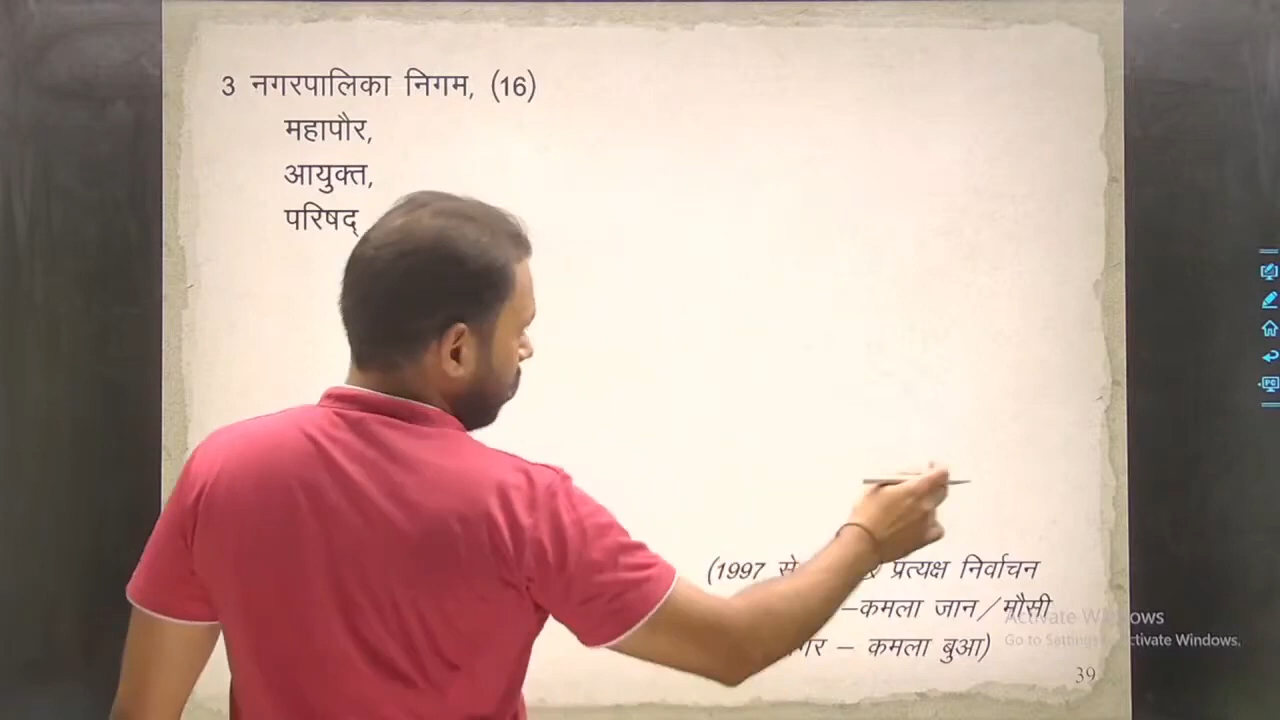 3 नगरपालिका निगम, (16)
महापौर,
आयुक्त,
परिषद्
(1997 से प्रत्यक्ष निर्वाचन
–कमला जान/मौसी
– कमला बुआ)
Activate Windows
Go to Settings to activate Windows.
39
PC